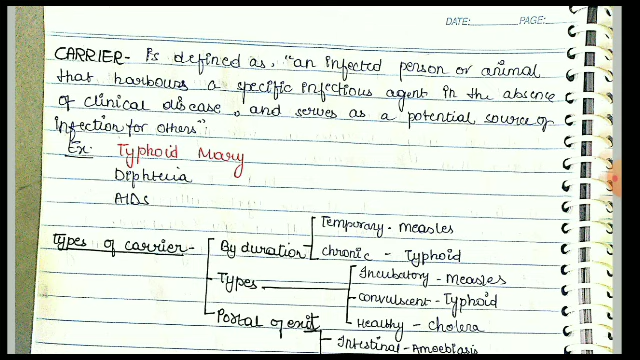 DATE: PAGE:
CARRIER- is defined as, "an infected person or animal
that harbours a specific infectious agent in the absence
of clinical disease, and serves as a potential source of
infection for others".
Ex:- Typhoid Mary
Diphteria
AIDs
Types of carrier-
By duration
Temporary - measles
chronic - Typhoid
Types
Incubatory - Measles
convulscent - Typhoid
Healthy - cholera
Portal of exit
Intestinal - Amoebiasis